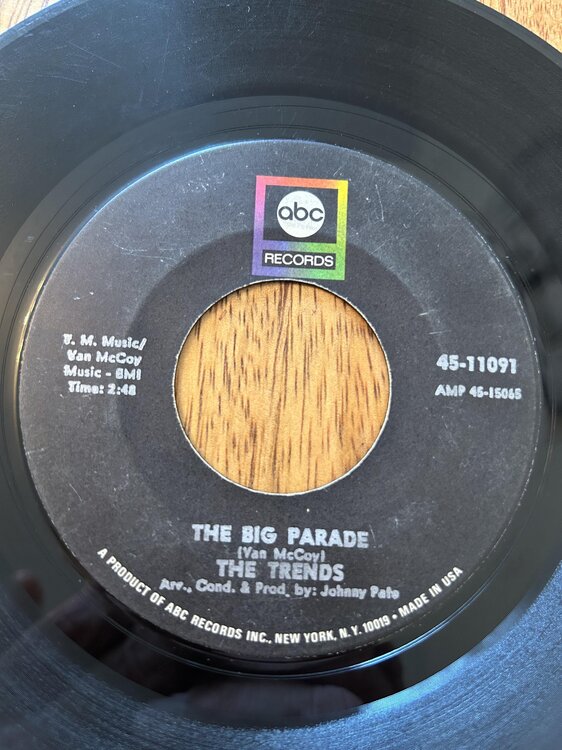 abc
RECORDS
T. M. Music/
Van McCoy
Music - BMI
Time: 2:48
45-11091
AMP 45-15065
THE BIG PARADE
(Van McCoy)
THE TRENDS
Arr., Cond. & Prod. by: Johnny Pate
A PRODUCT OF ABC RECORDS INC., NEW YORK, N.Y. 10019 • MADE IN USA